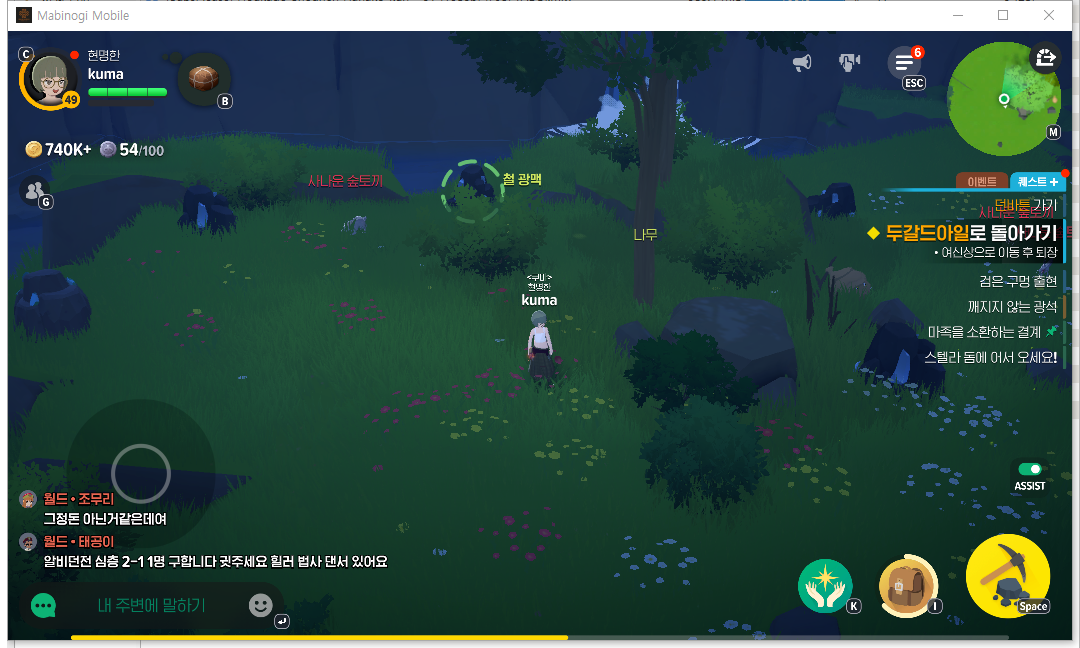 Mabinogi Mobile
C
현명한
kuma
49
B
740K+
54/100
G
6
ESC
M
사나운 숲토끼
철 광맥
나무
이벤트
퀘스트 +
던바튼 가기
사나운 숲토끼
두갈드아일로 돌아가기
• 여신상으로 이동 후 퇴장
검은 구멍 출현
깨지지 않는 광석
마족을 소환하는 결계
스텔라 돔에 어서 오세요!
현명한
kuma
ASSIST
월드 • 조무리
그정돈 아닌거같은데여
월드 • 태공이
알비던전 심층 2-1 1명 구합니다 귓주세요 힐러 법사 댄서 있어요
내 주변에 말하기
K
I
Space